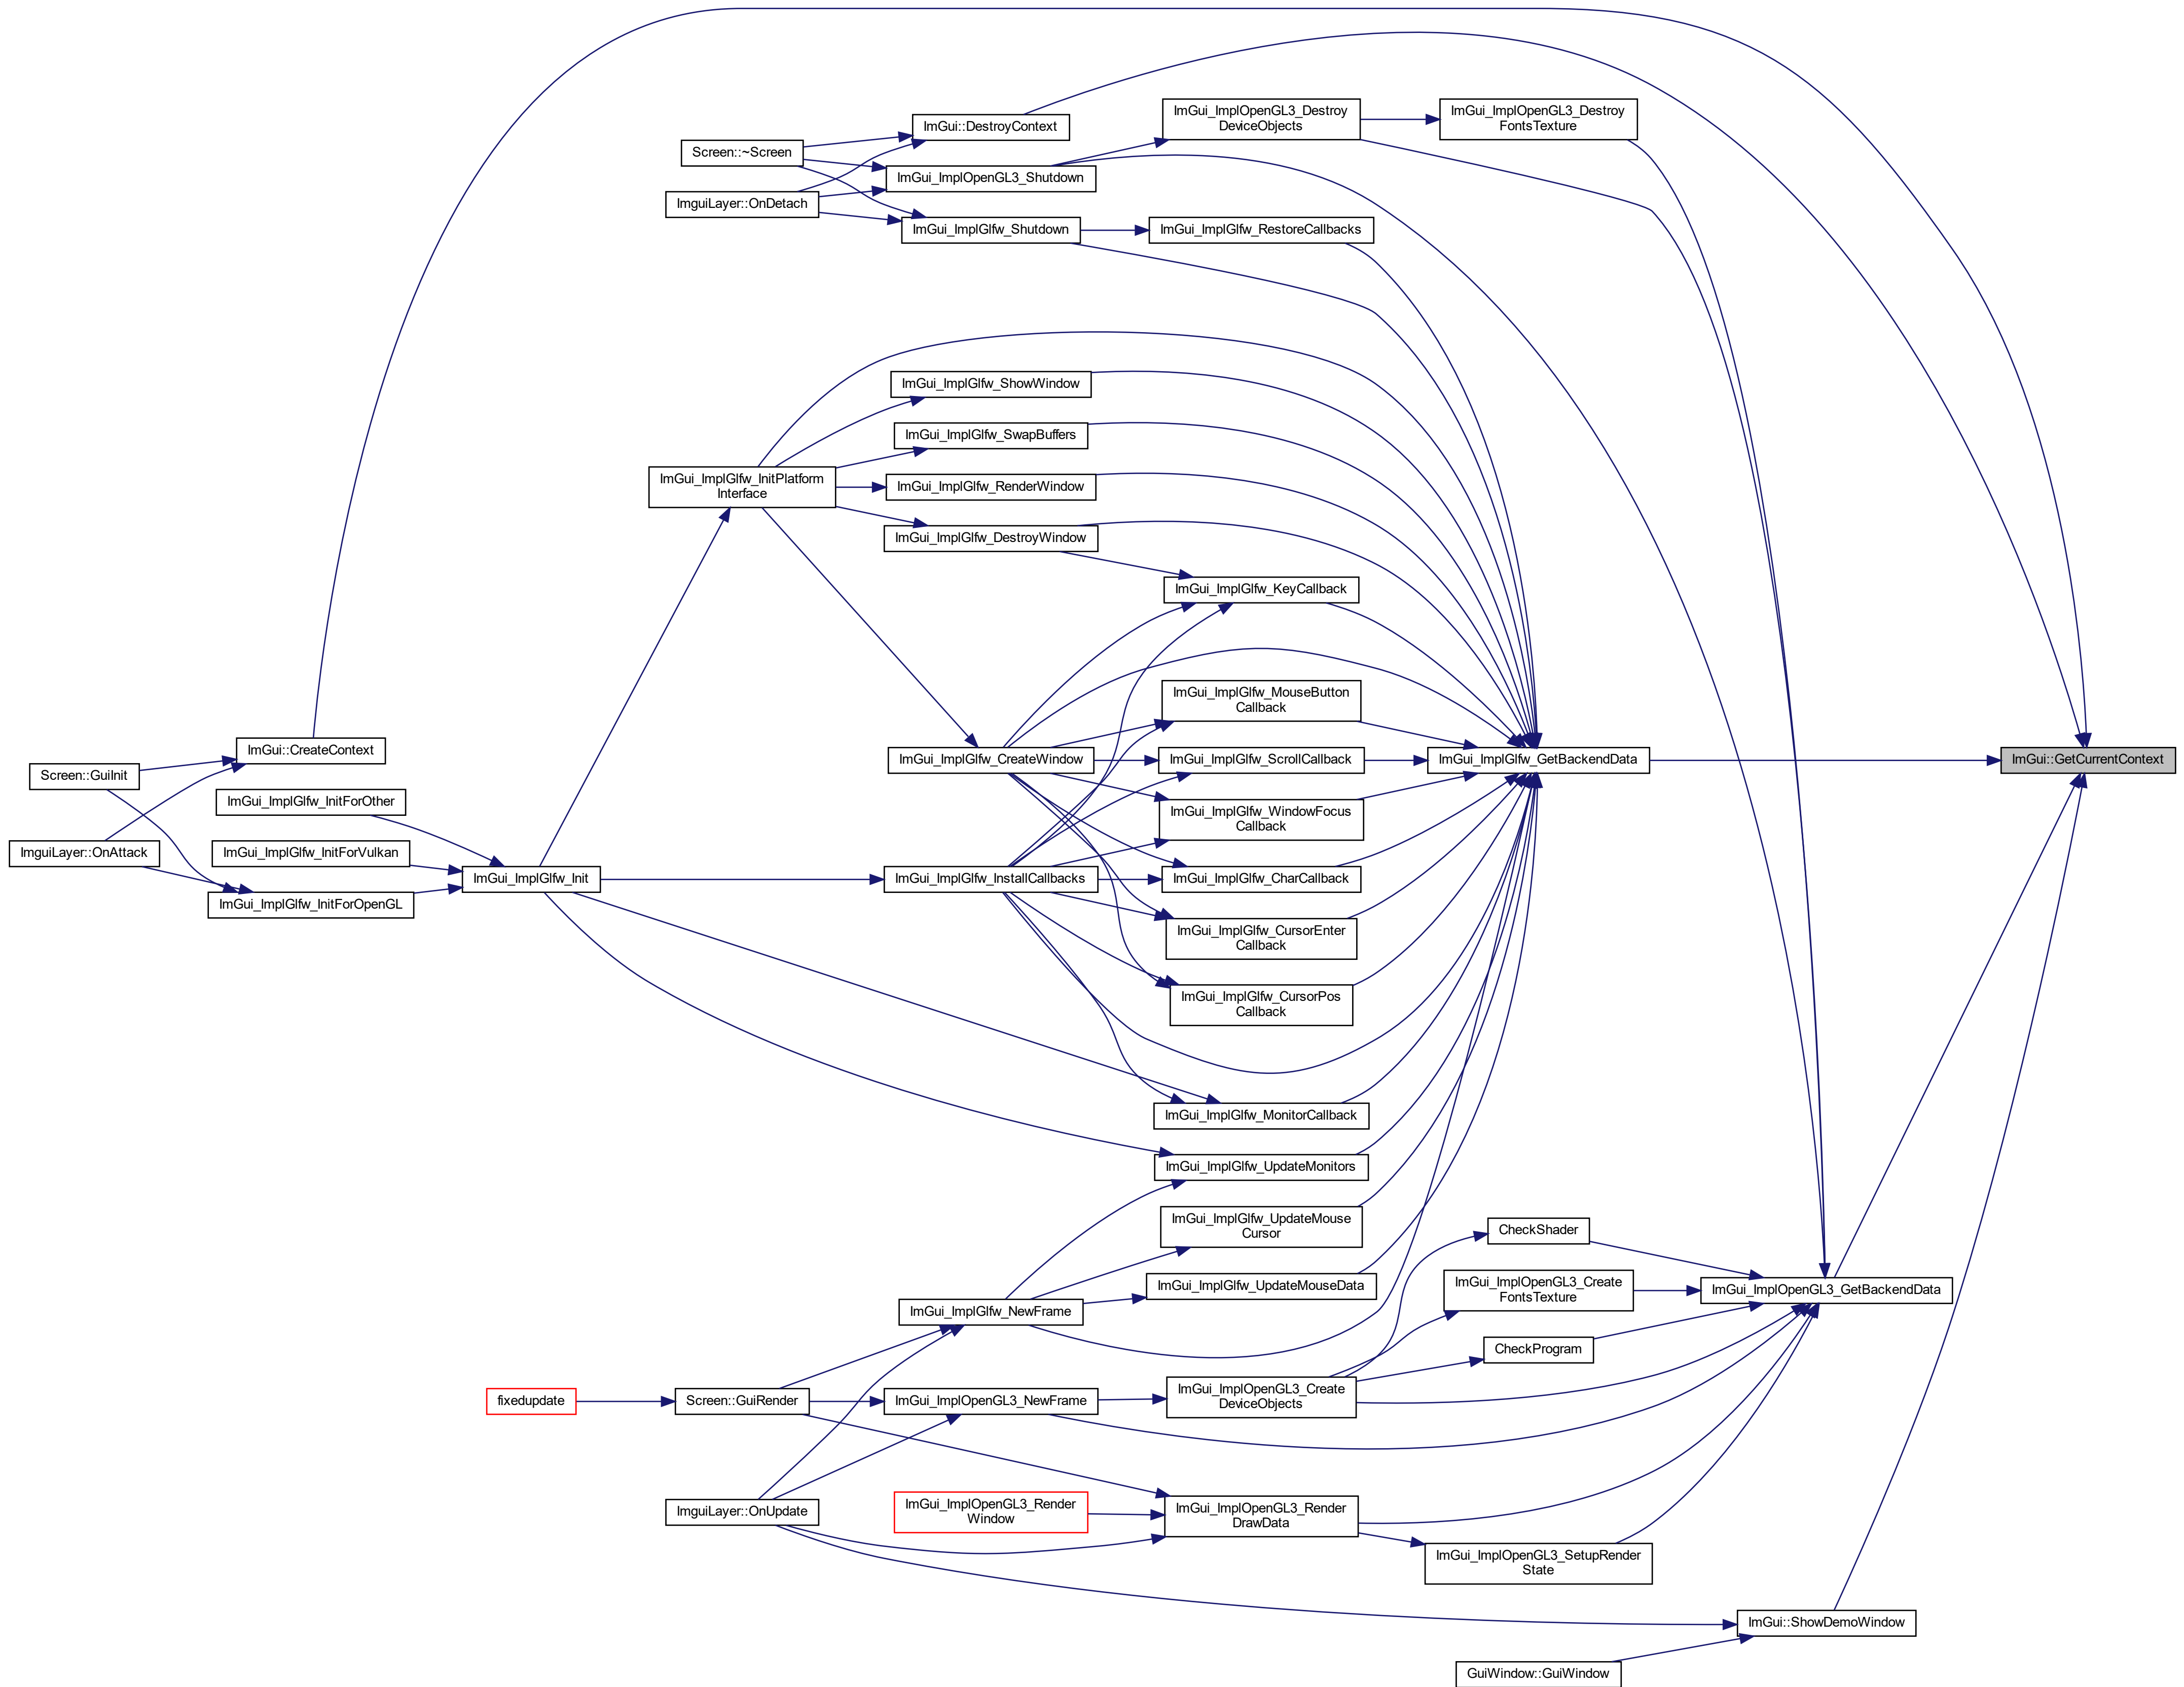 ImGui::DestroyContext
ImGui_ImplOpenGL3_Destroy
DeviceObjects
ImGui_ImplOpenGL3_Destroy
FontsTexture
Screen::~Screen
ImGui_ImplOpenGL3_Shutdown
ImguiLayer::OnDetach
ImGui_ImplGlfw_Shutdown
ImGui_ImplGlfw_RestoreCallbacks
ImGui_ImplGlfw_ShowWindow
ImGui_ImplGlfw_SwapBuffers
ImGui_ImplGlfw_InitPlatform
Interface
ImGui_ImplGlfw_RenderWindow
ImGui_ImplGlfw_DestroyWindow
ImGui_ImplGlfw_KeyCallback
ImGui_ImplGlfw_MouseButton
Callback
ImGui::CreateContext
ImGui_ImplGlfw_CreateWindow
ImGui_ImplGlfw_ScrollCallback
ImGui_ImplGlfw_GetBackendData
ImGui::GetCurrentContext
Screen::GuiInit
ImGui_ImplGlfw_InitForOther
ImGui_ImplGlfw_WindowFocus
Callback
ImguiLayer::OnAttack
ImGui_ImplGlfw_InitForVulkan
ImGui_ImplGlfw_Init
ImGui_ImplGlfw_InstallCallbacks
ImGui_ImplGlfw_CharCallback
ImGui_ImplGlfw_InitForOpenGL
ImGui_ImplGlfw_CursorEnter
Callback
ImGui_ImplGlfw_CursorPos
Callback
ImGui_ImplGlfw_MonitorCallback
ImGui_ImplGlfw_UpdateMonitors
ImGui_ImplGlfw_UpdateMouse
Cursor
CheckShader
ImGui_ImplGlfw_UpdateMouseData
ImGui_ImplOpenGL3_Create
FontsTexture
ImGui_ImplOpenGL3_GetBackendData
ImGui_ImplGlfw_NewFrame
CheckProgram
fixedupdate
Screen::GuiRender
ImGui_ImplOpenGL3_NewFrame
ImGui_ImplOpenGL3_Create
DeviceObjects
ImguiLayer::OnUpdate
ImGui_ImplOpenGL3_Render
Window
ImGui_ImplOpenGL3_Render
DrawData
ImGui_ImplOpenGL3_SetupRender
State
ImGui::ShowDemoWindow
GuiWindow::GuiWindow